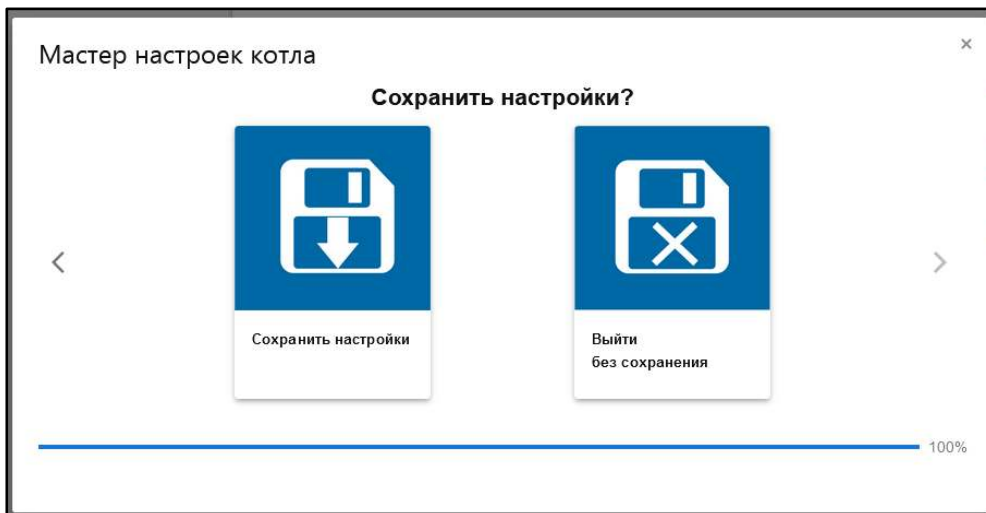 Мастер настроек котла
×
Сохранить настройки?
Сохранить настройки
Выйти
без сохранения
100%